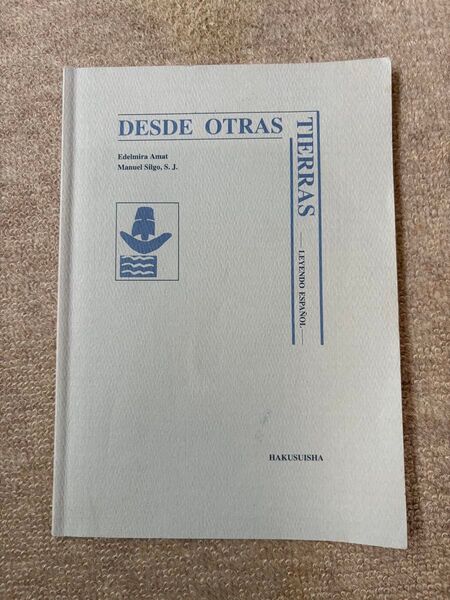 DESDE OTRAS
TIERRAS
— LEYENDO ESPAÑOL —
Edelmira Amat
Manuel Silgo, S. J.
HAKUSUISHA